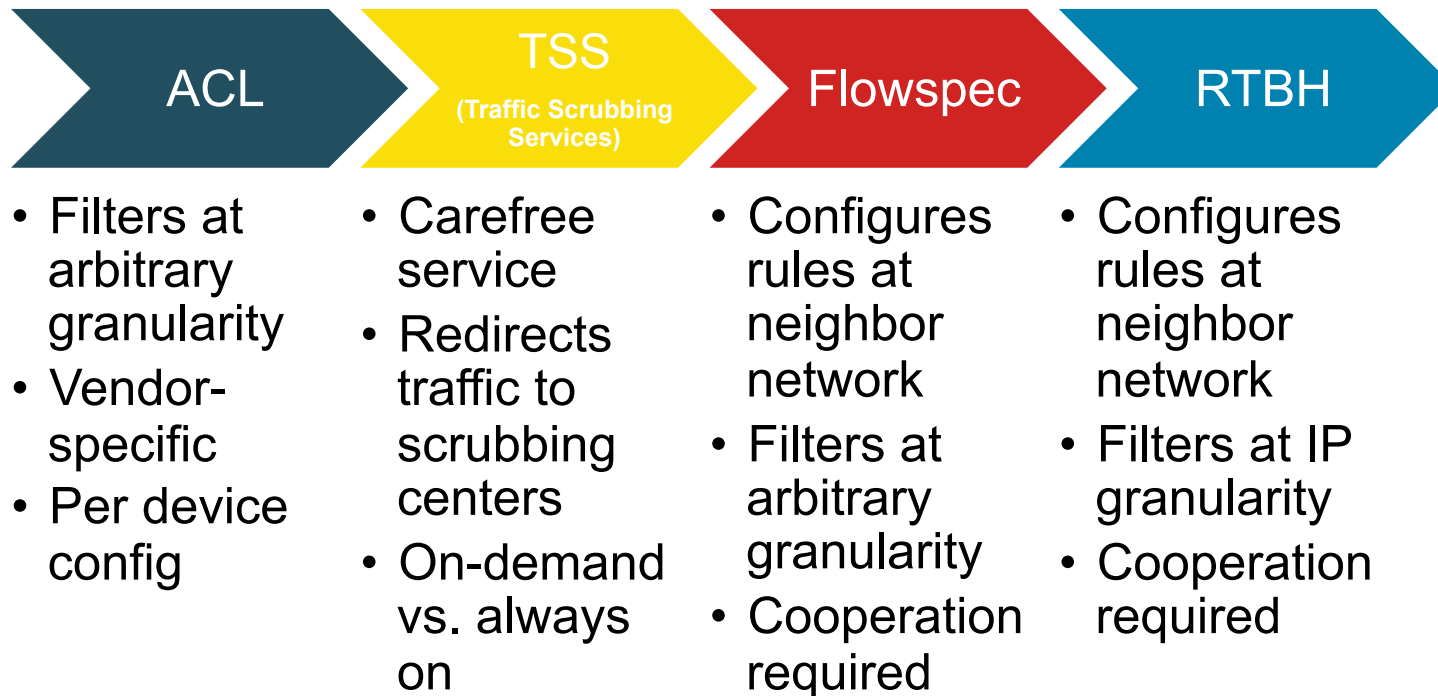 ACL
TSS
(Traffic Scrubbing
Services)
Flowspec
RTBH
• Filters at
arbitrary
granularity
• Vendor-
specific
• Per device
config
• Carefree
service
• Redirects
traffic to
scrubbing
centers
• On-demand
vs. always
on
• Configures
rules at
neighbor
network
• Filters at
arbitrary
granularity
• Cooperation
required
• Configures
rules at
neighbor
network
• Filters at IP
granularity
• Cooperation
required